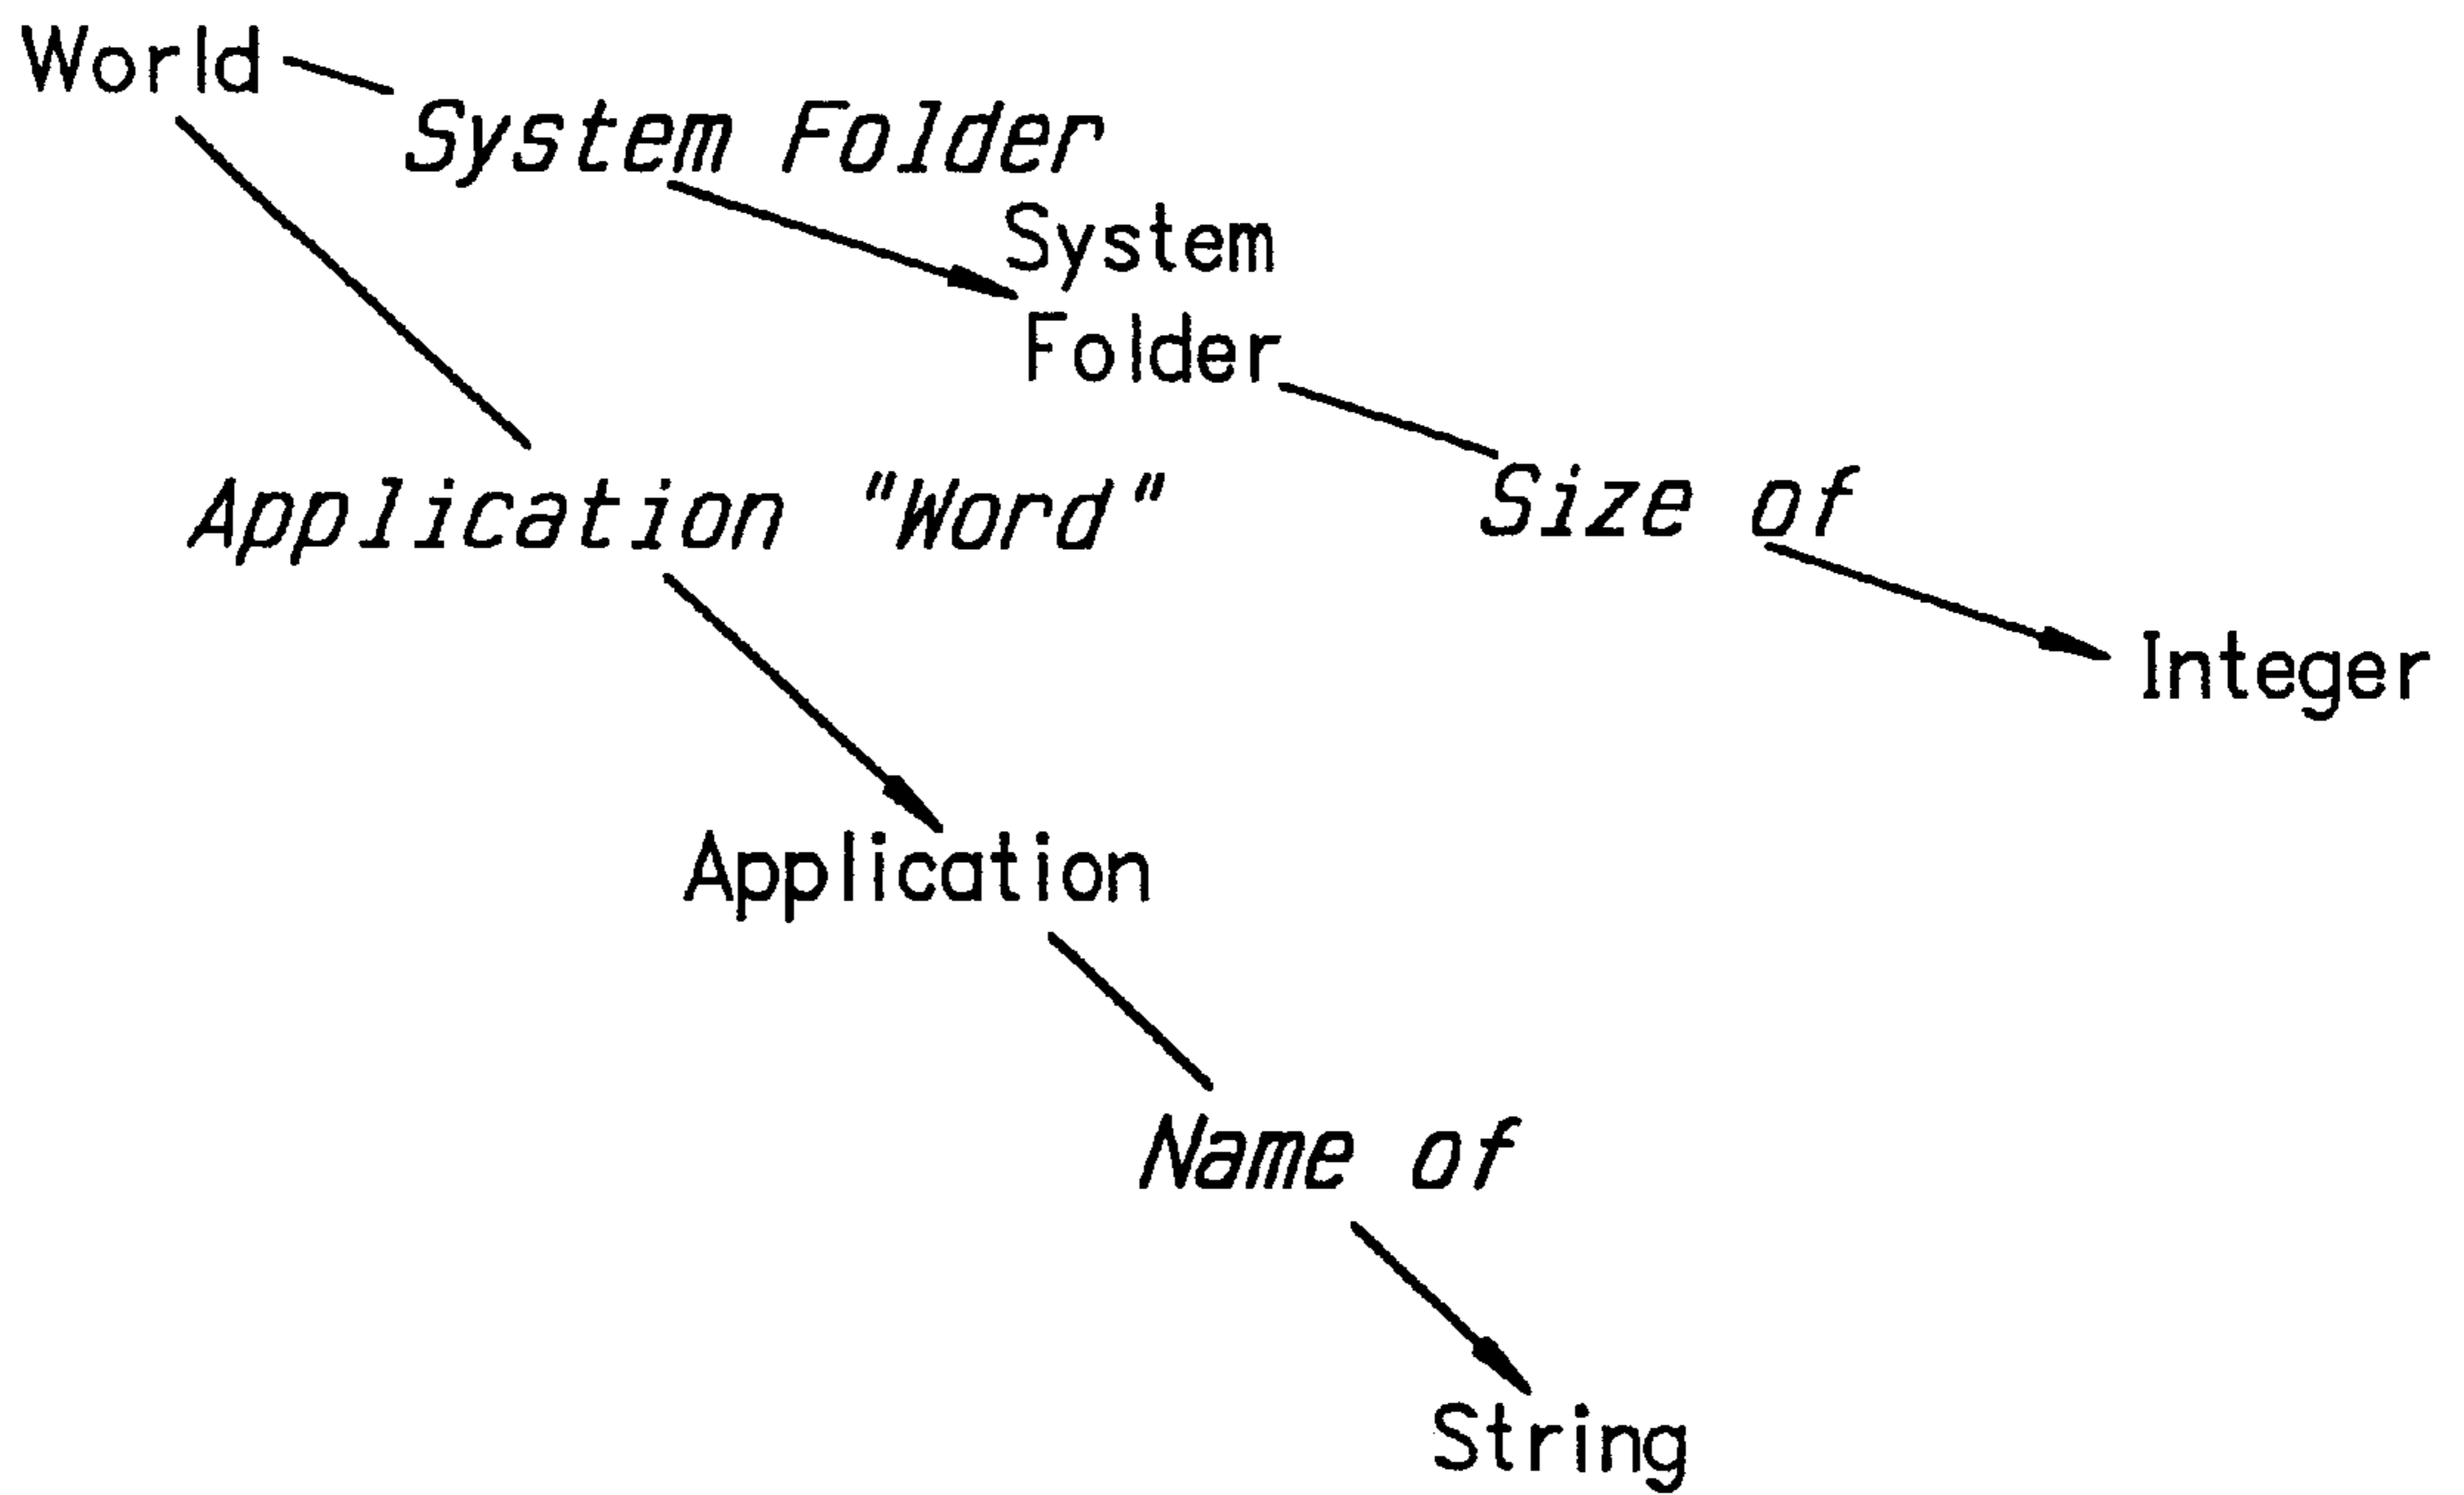 World
System Folder
System
Folder
Application "Word"
Size of
Integer
Application
Name of
String